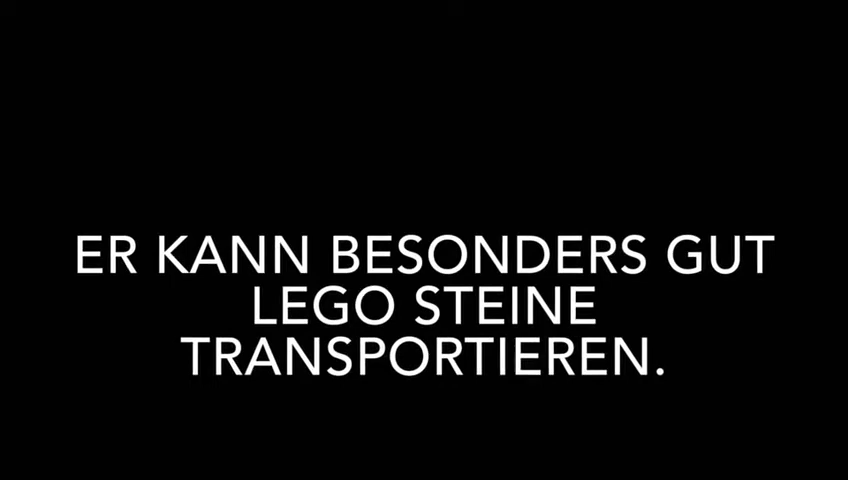 ER KANN BESONDERS GUT
LEGO STEINE
TRANSPORTIEREN.